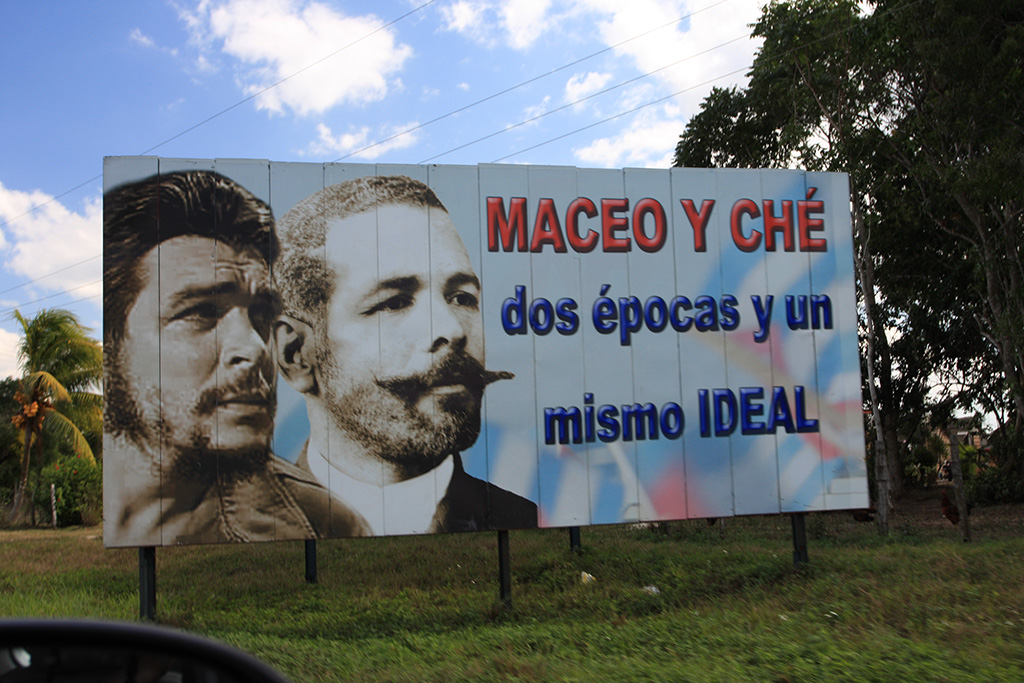 MACEO Y CHÉ
dos épocas y un
mismo IDEAL